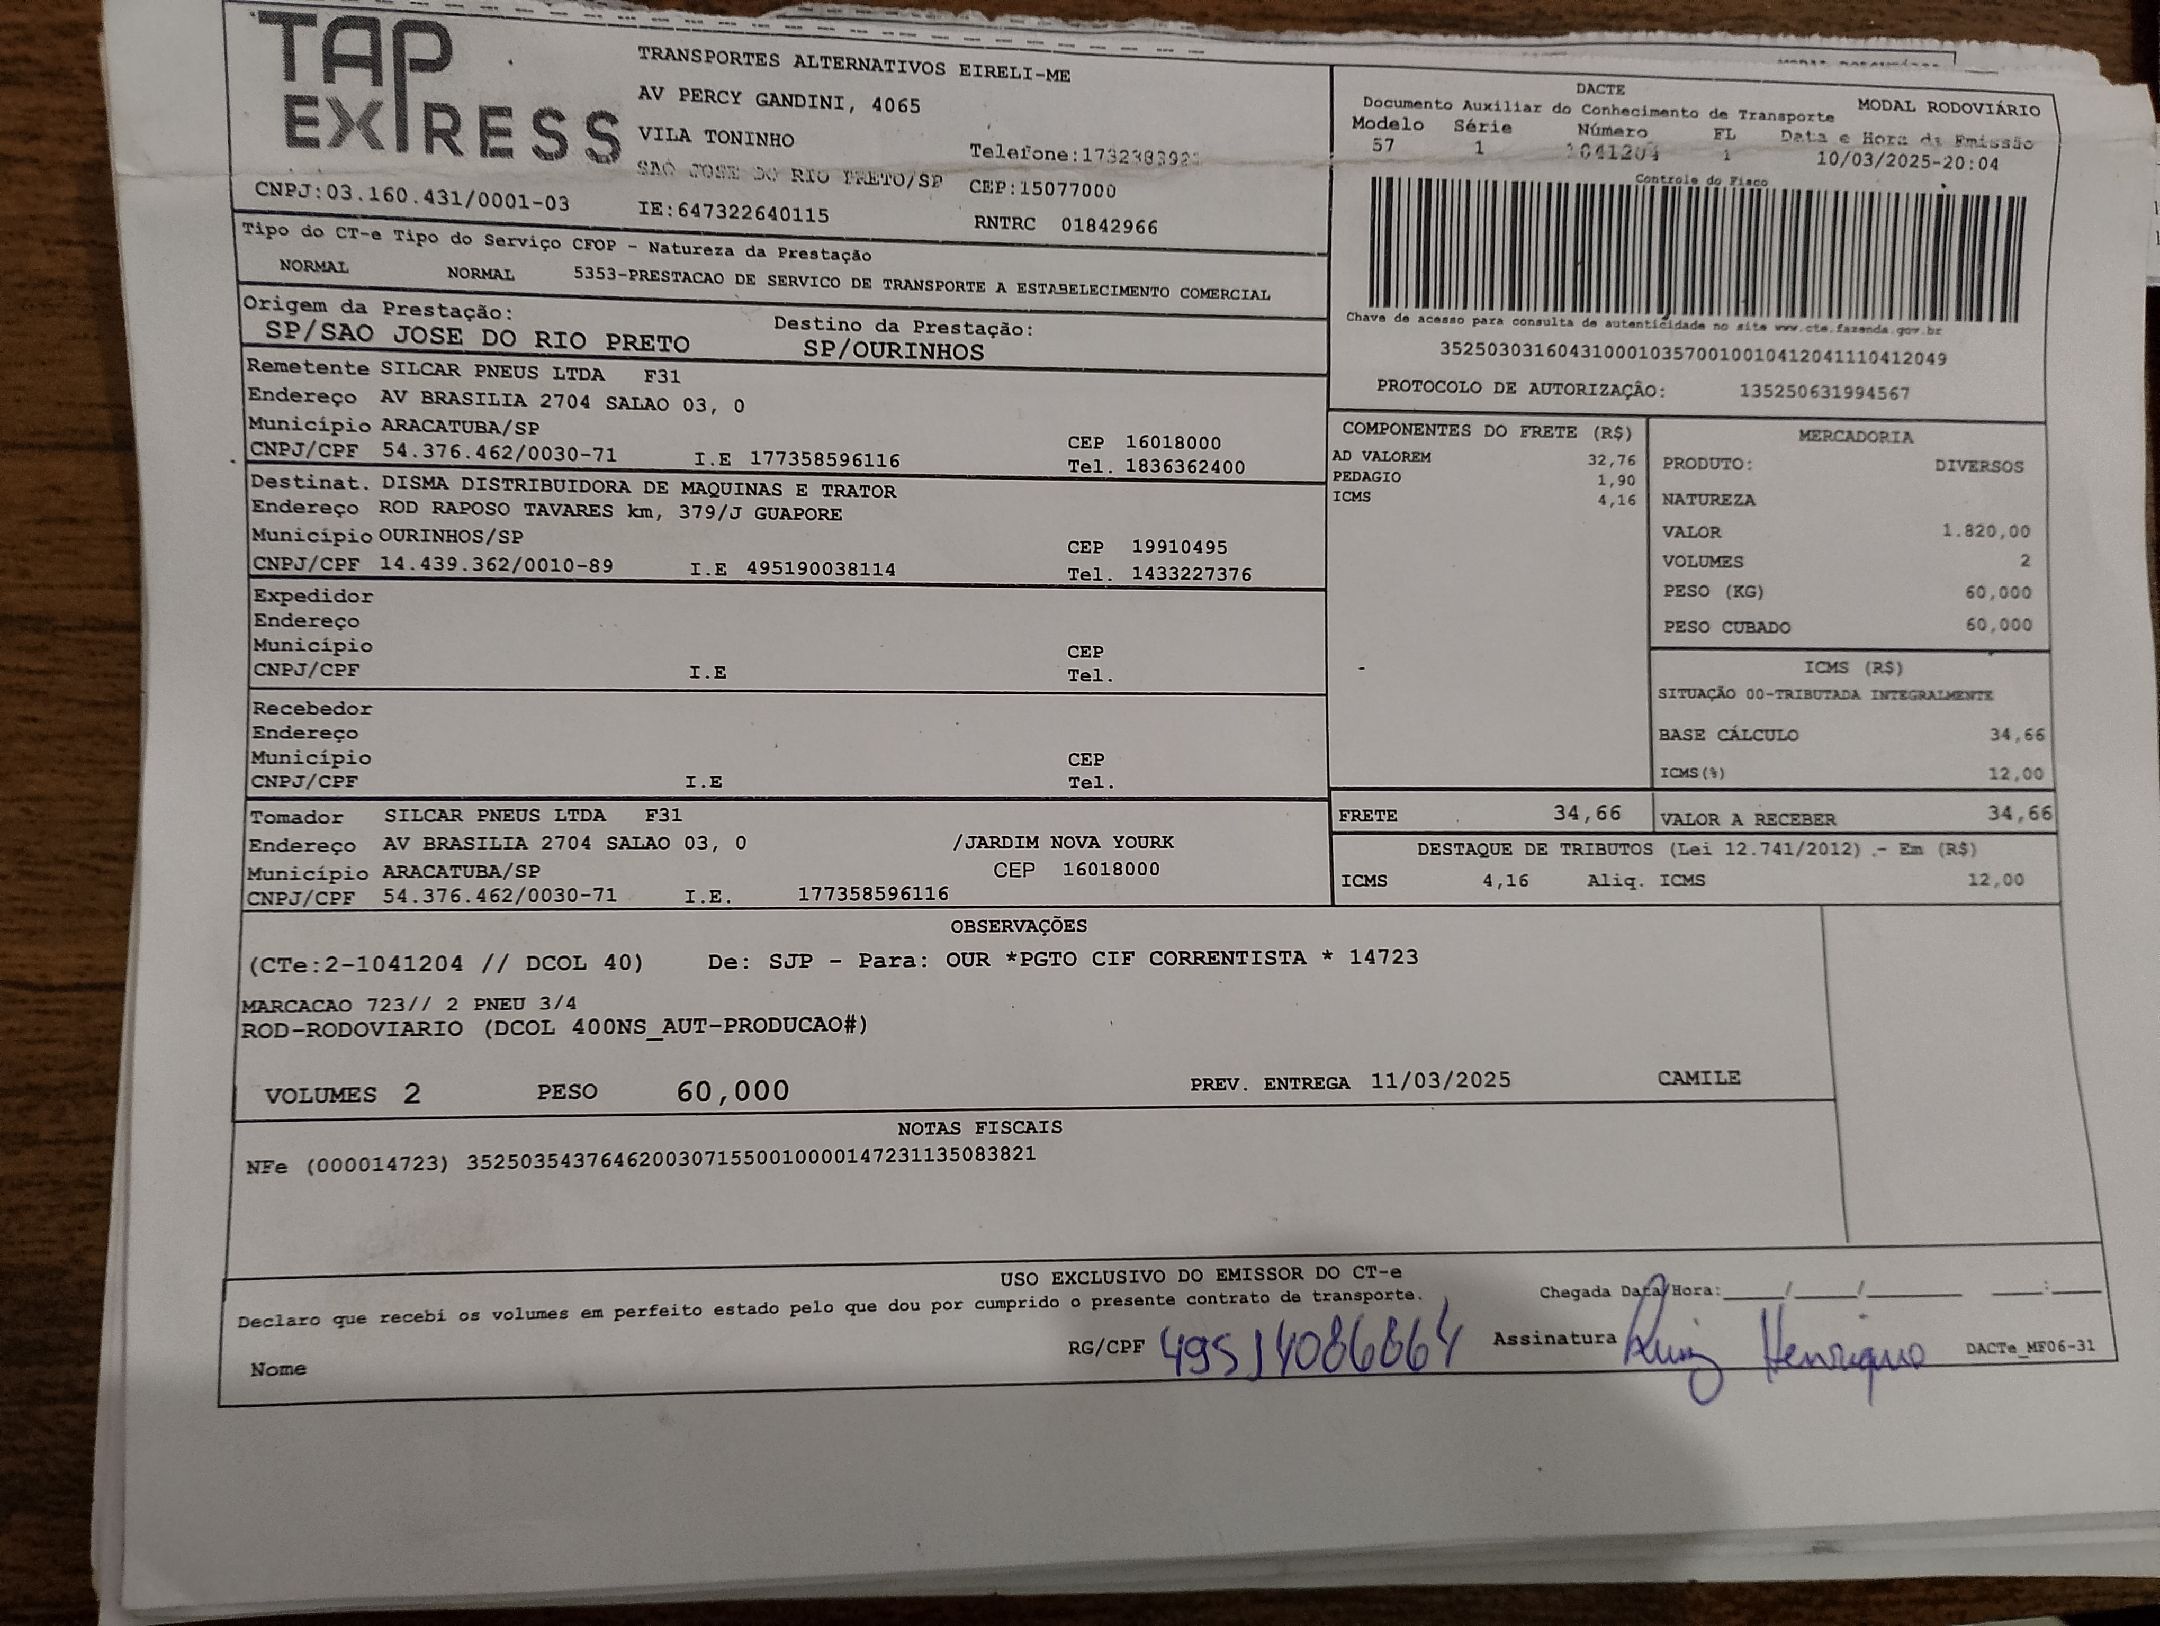 TAP
EXPRESS
TRANSPORTES ALTERNATIVOS EIRELI-ME
AV PERCY GANDINI, 4065
VILA TONINHO
SAO JOSE DO RIO PRETO/SP
CNPJ:03.160.431/0001-03
IE:647322640115
CEP:15077000
RNTRC 01842966
DACTE
MODAL RODOVIÁRIO
Documento Auxiliar do Conhecimento de Transporte
Modelo Série Número FL Data e Hora da Emissão
57 1 1041204 1 10/03/2025-20:04
Controle do Fisco
Chave de acesso para consulta de autenticidade no site www.cte.fazenda.gov.br
35250303160431000103570010010412041110412049
PROTOCOLO DE AUTORIZAÇÂO: 135250631994567
Tipo do CT-e Tipo do Serviço CFOP - Natureza da Prestação
NORMAL NORMAL 5353-PRESTACAO DE SERVICO DE TRANSPORTE A ESTABELECIMENTO COMERCIAL
Origem da Prestação: Destino da Prestação:
SP/SAO JOSE DO RIO PRETO SP/OURINHOS
Remetente SILCAR PNEUS LTDA F31
Endereço AV BRASILIA 2704 SALAO 03, 0
Município ARACATUBA/SP CEP 16018000
CNPJ/CPF 54.376.462/0030-71 I.E 177358596116 Tel. 1836362400
Destinat. DISMA DISTRIBUIDORA DE MAQUINAS E TRATOR
Endereço ROD RAPOSO TAVARES km, 379/J GUAPORE
Município OURINHOS/SP CEP 19910495
CNPJ/CPF 14.439.362/0010-89 I.E 495190038114 Tel. 1433227376
Expedidor
Endereço
Município CEP
CNPJ/CPF I.E Tel.
Recebedor
Endereço
Município CEP
CNPJ/CPF I.E Tel.
Tomador SILCAR PNEUS LTDA F31
Endereço AV BRASILIA 2704 SALAO 03, 0 /JARDIM NOVA YOURK
Município ARACATUBA/SP CEP 16018000
CNPJ/CPF 54.376.462/0030-71 I.E. 177358596116
COMPONENTES DO FRETE (R$)
AD VALOREM 32,76
PEDAGIO 1,90
ICMS 4,16
MERCADORIA
PRODUTO: DIVERSOS
NATUREZA
VALOR 1.820,00
VOLUMES 2
PESO (KG) 60,000
PESO CUBADO 60,000
ICMS (R$)
SITUAÇÃO 00-TRIBUTADA INTEGRALMENTE
BASE CÁLCULO 34,66
ICMS(%) 12,00
FRETE 34,66 VALOR A RECEBER 34,66
DESTAQUE DE TRIBUTOS (Lei 12.741/2012) .- Em (R$)
ICMS 4,16 Aliq. ICMS 12,00
OBSERVAÇÕES
(CTe:2-1041204 // DCOL 40) De: SJP - Para: OUR *PGTO CIF CORRENTISTA * 14723
MARCACAO 723// 2 PNEU 3/4
ROD-RODOVIARIO (DCOL 400NS_AUT-PRODUCAO#)
VOLUMES 2 PESO 60,000 PREV. ENTREGA 11/03/2025 CAMILE
NOTAS FISCAIS
NFe (000014723) 35250354376462003071550010000147231135083821
USO EXCLUSIVO DO EMISSOR DO CT-e
Declaro que recebi os volumes em perfeito estado pelo que dou por cumprido o presente contrato de transporte. Chegada Data/Hora:____/____/______ ___:___
Nome RG/CPF 49514086864 Assinatura Luiz Henrique DACTe_MF06-31